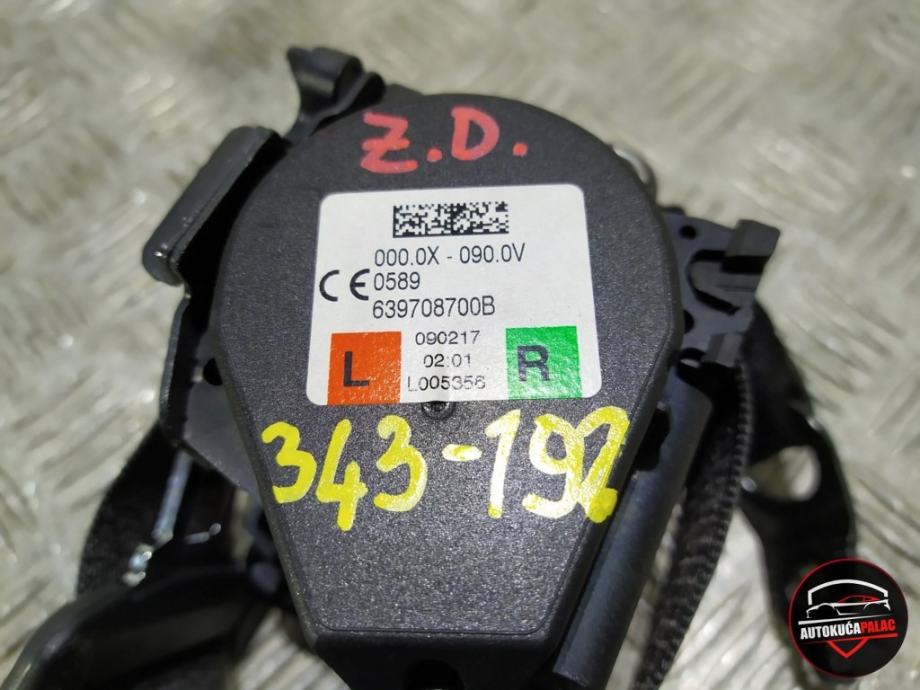 Z.D.
000.0X - 090.0V
CE 0589
639708700B
L
090217
02:01
L005356
R
343-192
AUTOKUĆAPALAC